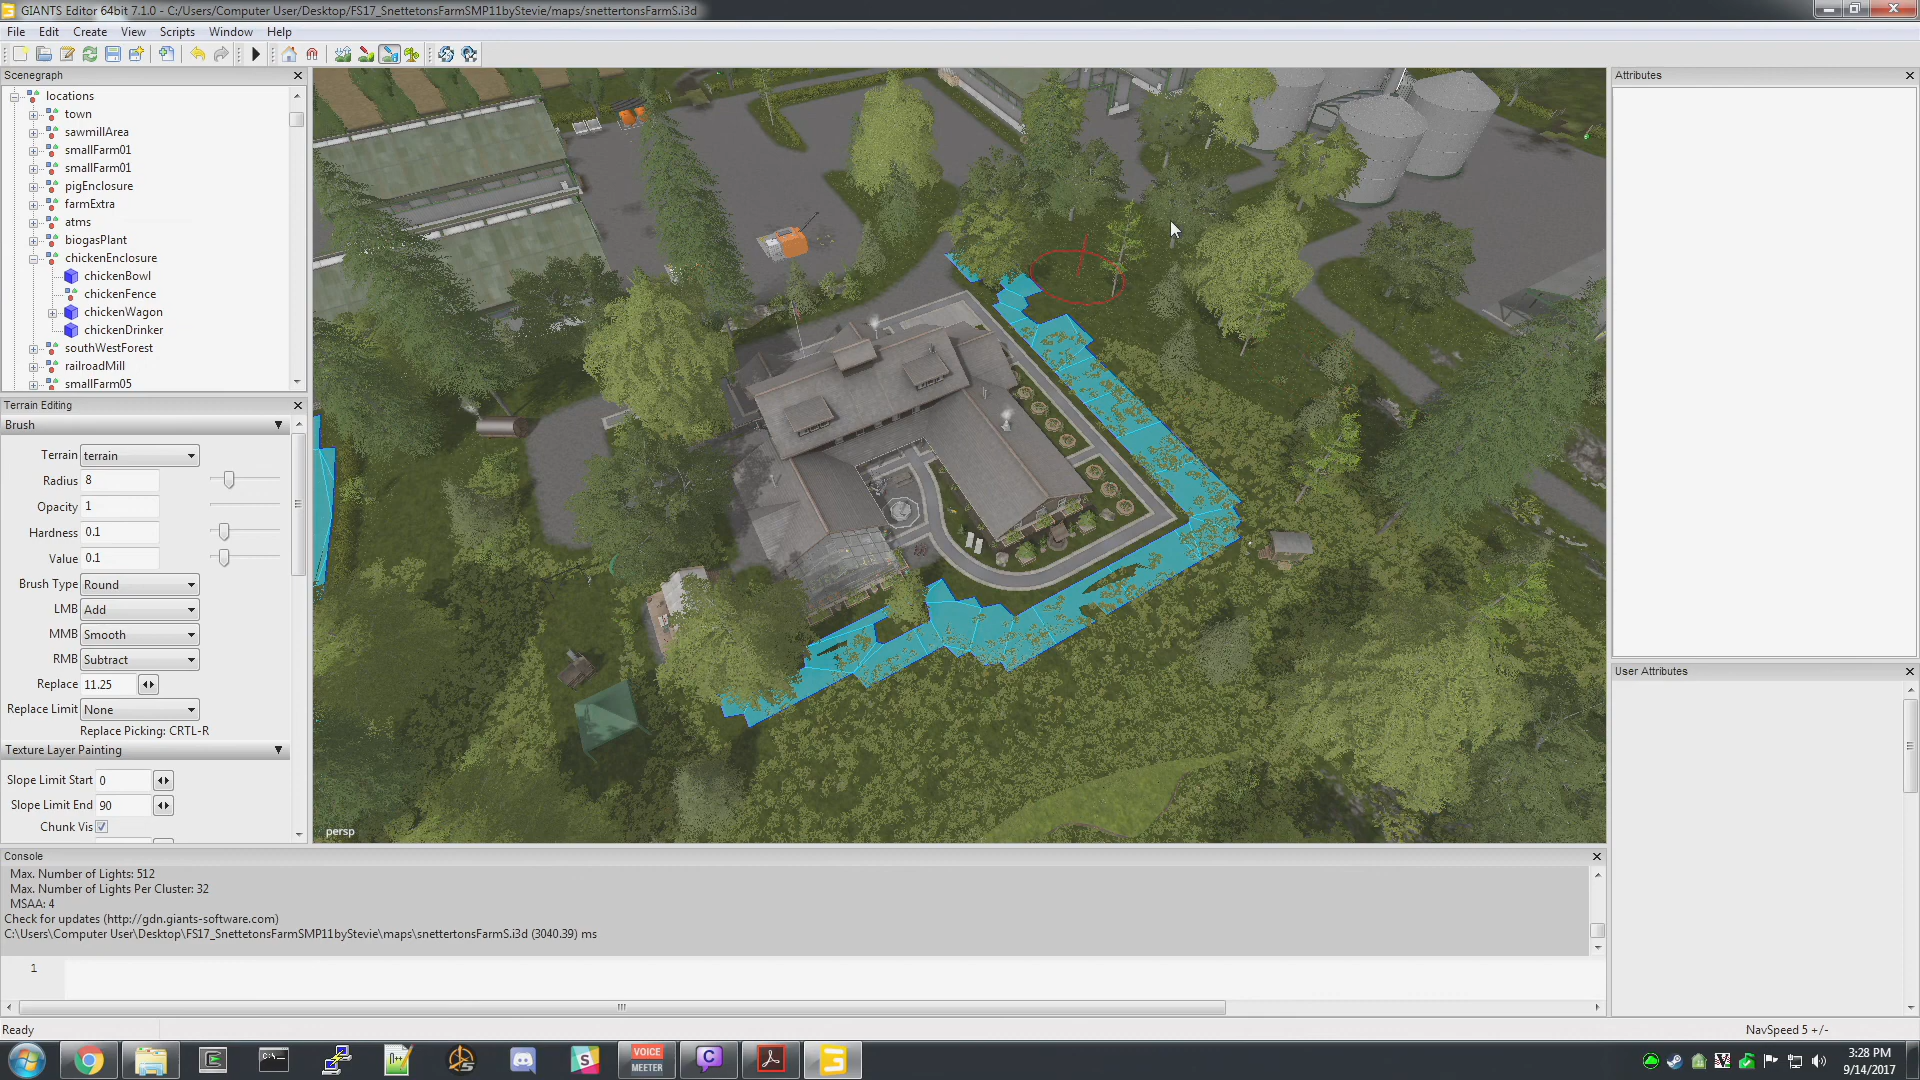 GIANTS Editor 64bit 7.1.0 - C:/Users/Computer User/Desktop/FS17_SnettetonsFarmSMP11byStevie/maps/snettertonsFarmS.i3d
File Edit Create View Scripts Window Help
Scenegraph
locations
town
sawmillArea
smallFarm01
smallFarm01
pigEnclosure
farmExtra
atms
biogasPlant
chickenEnclosure
chickenBowl
chickenFence
chickenWagon
chickenDrinker
southWestForest
railroadMill
smallFarm05
Terrain Editing
Brush
Terrain terrain
Radius 8
Opacity 1
Hardness 0.1
Value 0.1
Brush Type Round
LMB Add
MMB Smooth
RMB Subtract
Replace 11.25
Replace Limit None
Replace Picking: CRTL-R
Texture Layer Painting
Slope Limit Start 0
Slope Limit End 90
Chunk Vis
persp
Attributes
User Attributes
Console
Max. Number of Lights: 512
Max. Number of Lights Per Cluster: 32
MSAA: 4
Check for updates (http://gdn.giants-software.com)
C:\Users\Computer User\Desktop\FS17_SnettetonsFarmSMP11byStevie\maps\snettertonsFarmS.i3d (3040.39) ms
1
Ready
NavSpeed 5 +/-
VOICE
MEETER
3:28 PM
9/14/2017